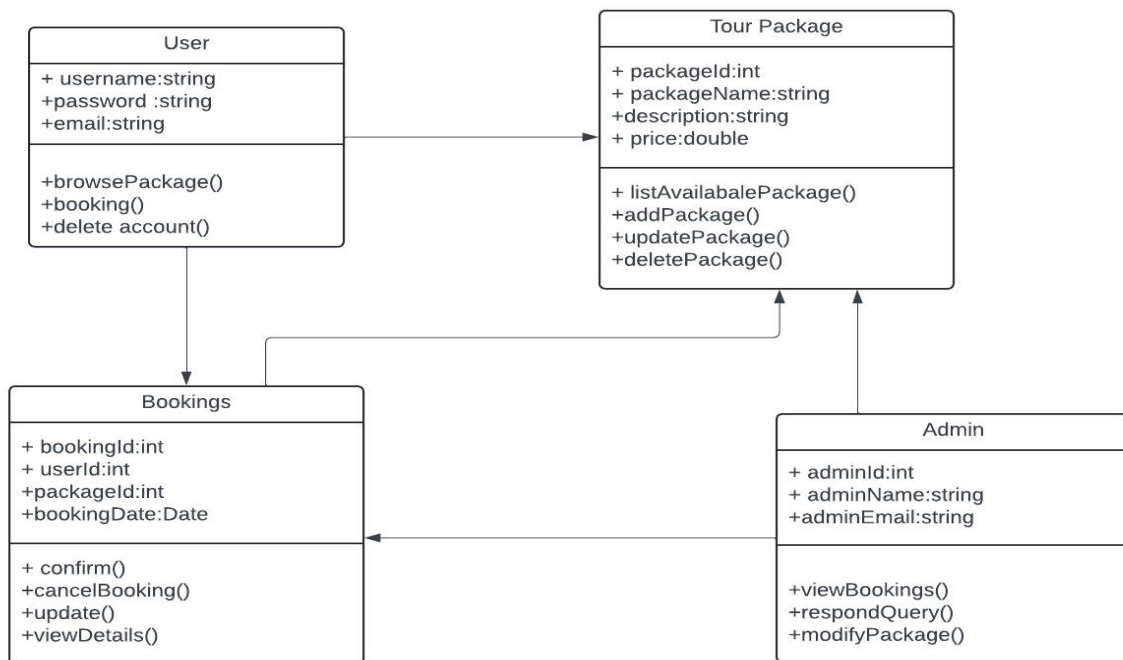 User
+ username:string
+password :string
+email:string
+browsePackage()
+booking()
+delete account()
Tour Package
+ packageId:int
+ packageName:string
+description:string
+ price:double
+ listAvailabalePackage()
+addPackage()
+updatePackage()
+deletePackage()
Bookings
+ bookingId:int
+ userId:int
+packageId:int
+bookingDate:Date
+ confirm()
+cancelBooking()
+update()
+viewDetails()
Admin
+ adminId:int
+ adminName:string
+adminEmail:string
+viewBookings()
+respondQuery()
+modifyPackage()